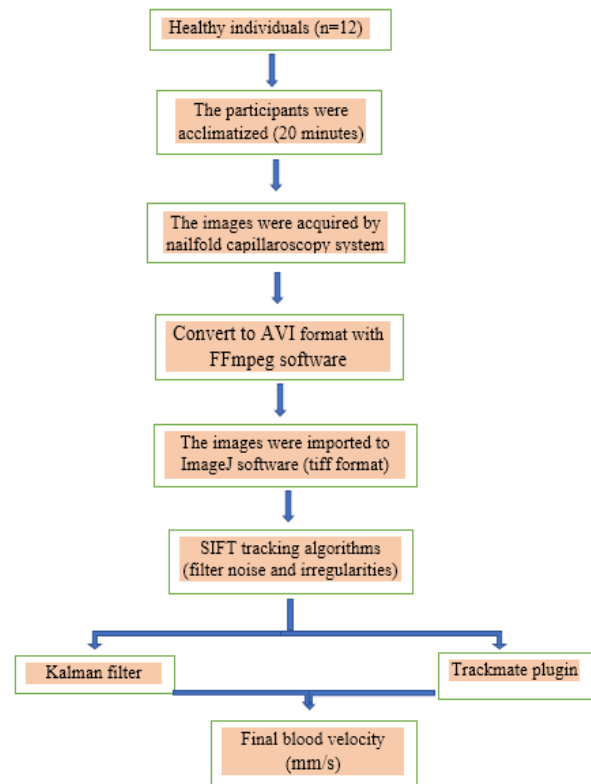 Healthy individuals (n=12)
The participants were
acclimatized (20 minutes)
The images were acquired by
nailfold capillaroscopy system
Convert to AVI format with
FFmpeg software
The images were imported to
ImageJ software (tiff format)
SIFT tracking algorithms
(filter noise and irregularities)
Kalman filter
Trackmate plugin
Final blood velocity
(mm/s)